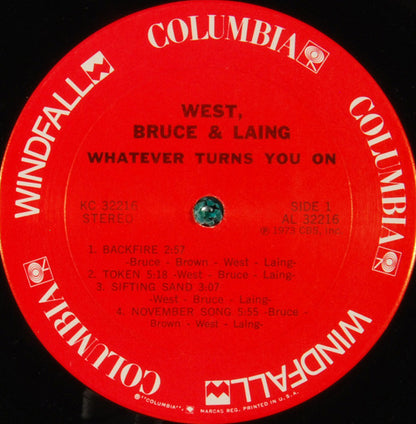 COLUMBIA
WINDFALL
COLUMBIA
WEST,
BRUCE & LAING
WHATEVER TURNS YOU ON
KC 32216
STEREO
SIDE 1
AL 32216
℗ 1973 CBS, Inc.
1. BACKFIRE 2:57
-Bruce - Brown - West - Laing-
2. TOKEN 5:18 -West - Bruce - Laing-
3. SIFTING SAND 3:07
-West - Bruce - Laing-
4. NOVEMBER SONG 5:55 -Bruce -
Brown - West - Laing-
COLUMBIA
WINDFALL
® "COLUMBIA", MARCAS REG. PRINTED IN U.S.A.